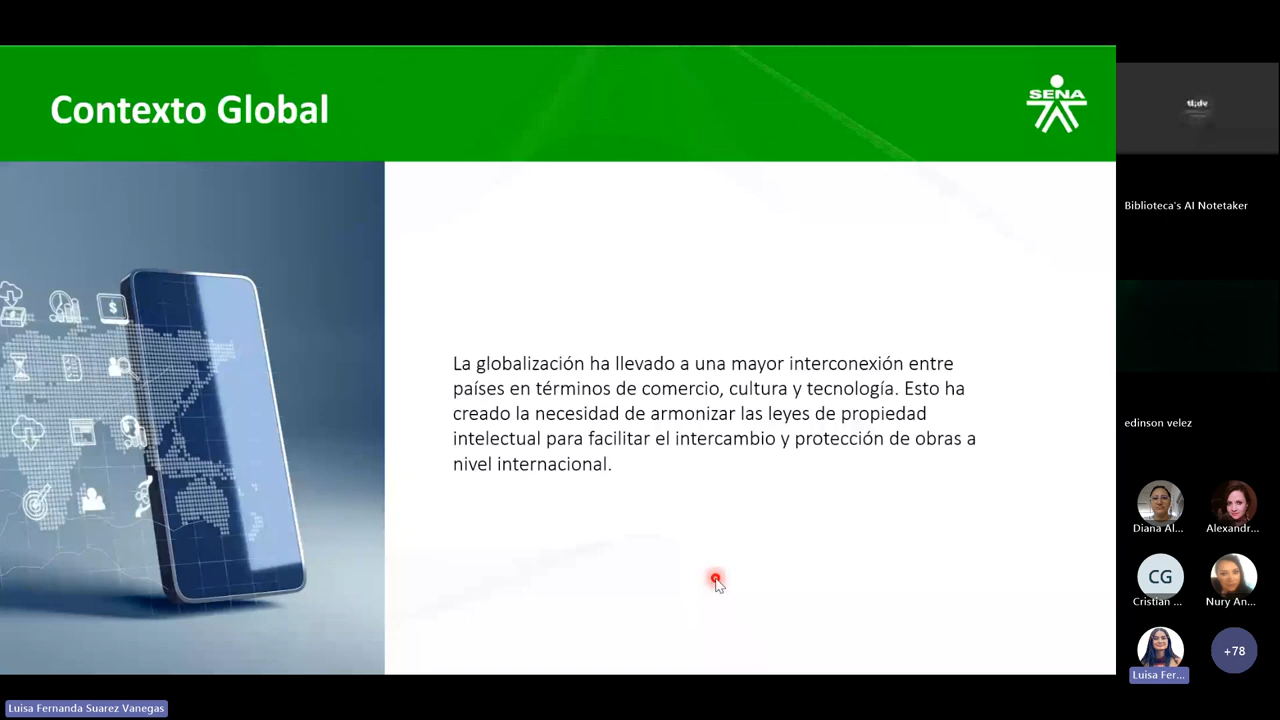 Contexto Global
SENA
La globalización ha llevado a una mayor interconexión entre
países en términos de comercio, cultura y tecnología. Esto ha
creado la necesidad de armonizar las leyes de propiedad
intelectual para facilitar el intercambio y protección de obras a
nivel internacional.
tl;dv
Biblioteca's AI Notetaker
edinson velez
Diana Al...
Alexandr...
CG
Cristian ...
Nury An...
Luisa Fer...
+78
Luisa Fernanda Suarez Vanegas
$